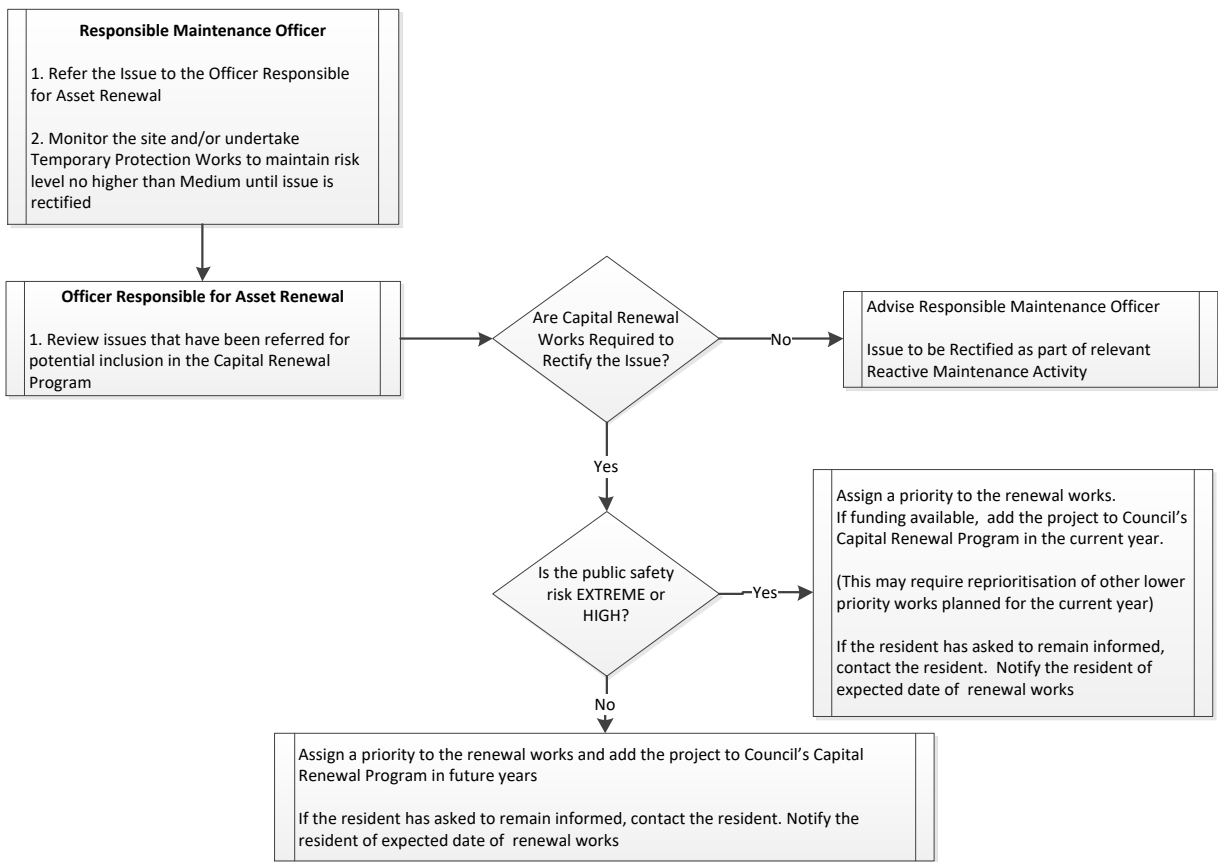 Responsible Maintenance Officer
1. Refer the Issue to the Officer Responsible
for Asset Renewal
2. Monitor the site and/or undertake
Temporary Protection Works to maintain risk
level no higher than Medium until issue is
rectified
Officer Responsible for Asset Renewal
1. Review issues that have been referred for
potential inclusion in the Capital Renewal
Program
Are Capital Renewal
Works Required to
Rectify the Issue?
No
Advise Responsible Maintenance Officer
Issue to be Rectified as part of relevant
Reactive Maintenance Activity
Yes
Is the public safety
risk EXTREME or
HIGH?
Yes
Assign a priority to the renewal works.
If funding available, add the project to Council's
Capital Renewal Program in the current year.
(This may require reprioritisation of other lower
priority works planned for the current year)
If the resident has asked to remain informed,
contact the resident. Notify the resident of
expected date of renewal works
No
Assign a priority to the renewal works and add the project to Council's Capital
Renewal Program in future years
If the resident has asked to remain informed, contact the resident. Notify the
resident of expected date of renewal works